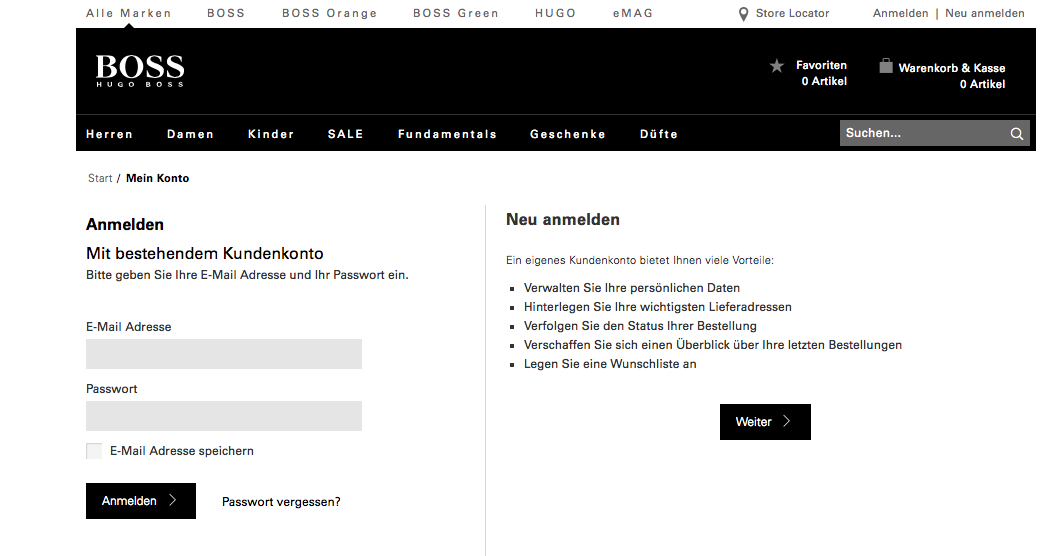 Alle Marken BOSS BOSS Orange BOSS Green HUGO eMAG Store Locator Anmelden | Neu anmelden
BOSS
HUGO BOSS
Favoriten
0 Artikel
Warenkorb & Kasse
0 Artikel
Herren Damen Kinder SALE Fundamentals Geschenke Düfte Suchen...
Start / Mein Konto
Anmelden
Mit bestehendem Kundenkonto
Bitte geben Sie Ihre E-Mail Adresse und Ihr Passwort ein.
E-Mail Adresse
Passwort
E-Mail Adresse speichern
Anmelden Passwort vergessen?
Neu anmelden
Ein eigenes Kundenkonto bietet Ihnen viele Vorteile:
Verwalten Sie Ihre persönlichen Daten
Hinterlegen Sie Ihre wichtigsten Lieferadressen
Verfolgen Sie den Status Ihrer Bestellung
Verschaffen Sie sich einen Überblick über Ihre letzten Bestellungen
Legen Sie eine Wunschliste an
Weiter